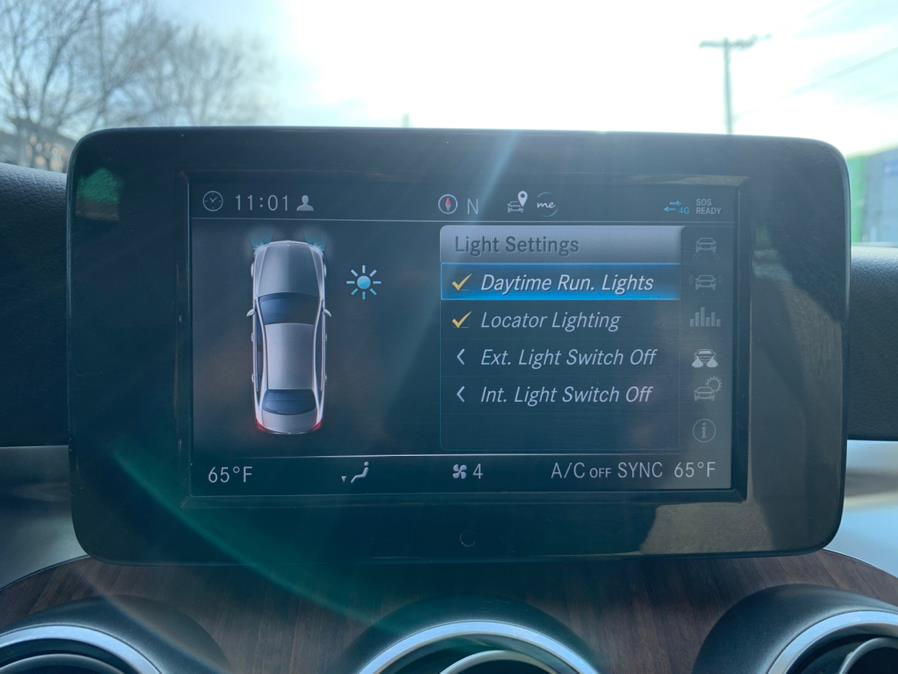 11:01 N me 4G SOS READY
Light Settings
Daytime Run. Lights
Locator Lighting
Ext. Light Switch Off
Int. Light Switch Off
65°F 4 A/C OFF SYNC 65°F